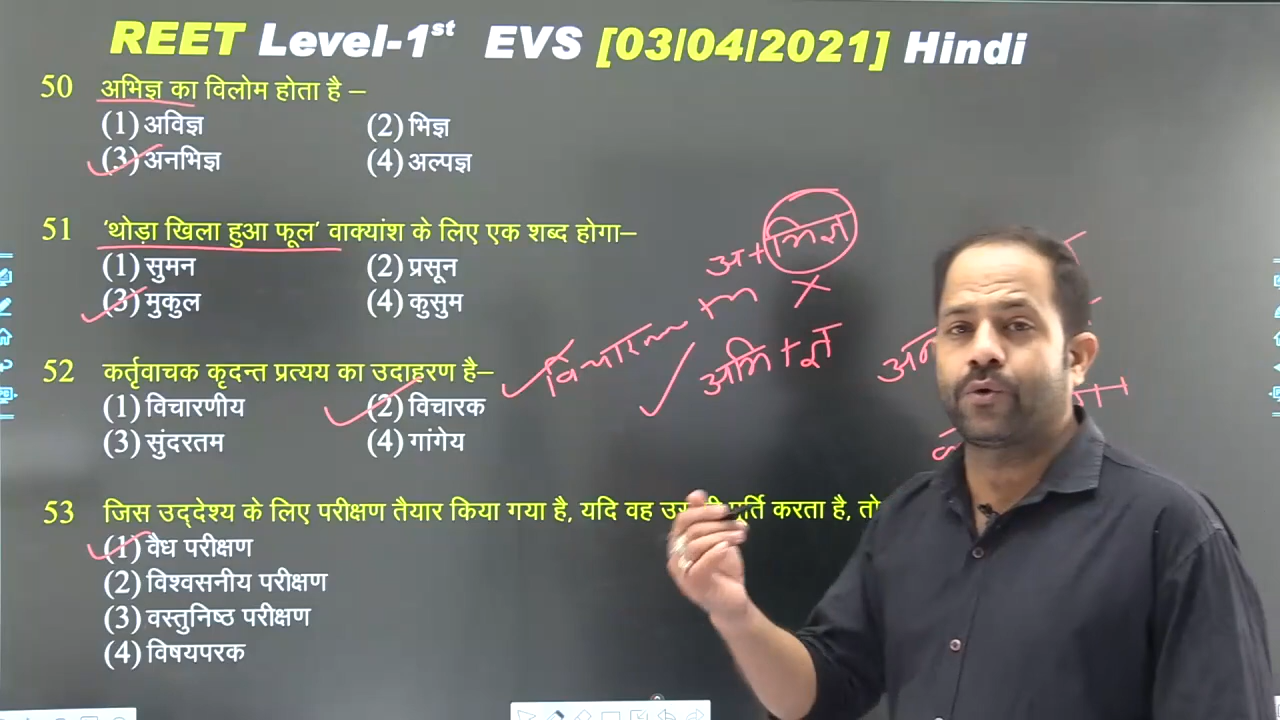 REET Level-1st EVS [03/04/2021] Hindi
50 अभिज्ञ का विलोम होता है –
(1) अविज्ञ (2) भिज्ञ
(3) अनभिज्ञ (4) अल्पज्ञ
51 'थोड़ा खिला हुआ फूल' वाक्यांश के लिए एक शब्द होगा–
(1) सुमन (2) प्रसून
(3) मुकुल (4) कुसुम
अ+भिज्ञ
52 कर्तृवाचक कृदन्त प्रत्यय का उदाहरण है–
(1) विचारणीय (2) विचारक
(3) सुंदरतम (4) गांगेय
अभि+ज्ञ
53 जिस उद्देश्य के लिए परीक्षण तैयार किया गया है, यदि वह करता है, तो
(1) वैध परीक्षण
(2) विश्वसनीय परीक्षण
(3) वस्तुनिष्ठ परीक्षण
(4) विषयपरक